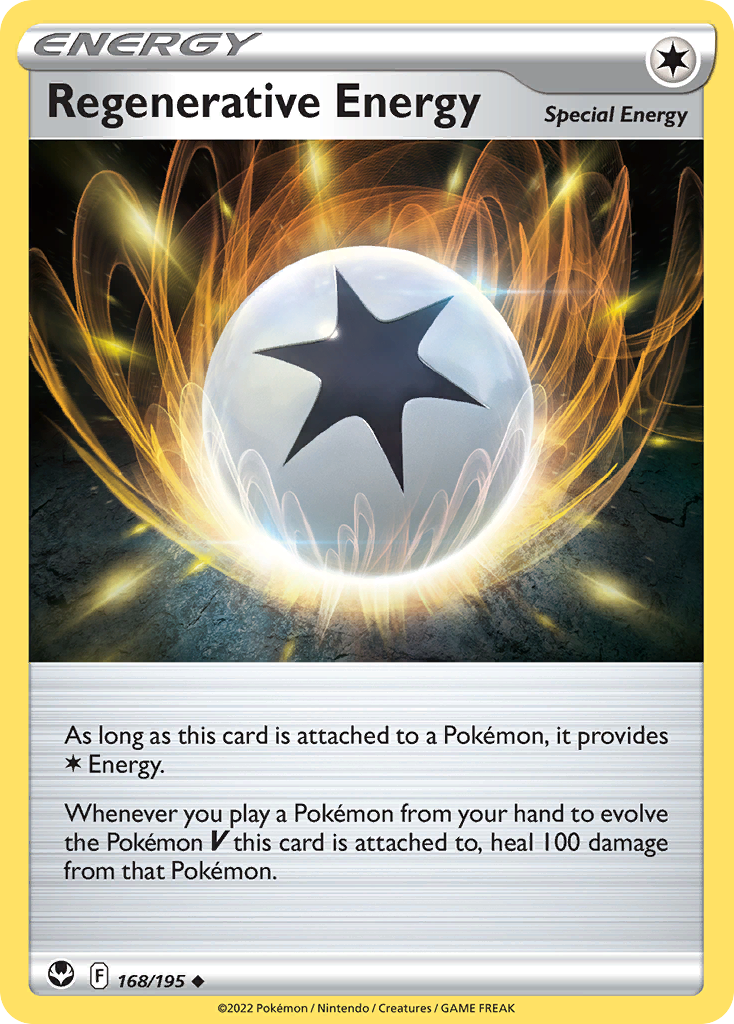 ENERGY
Regenerative Energy
Special Energy
As long as this card is attached to a Pokémon, it provides
Energy.
Whenever you play a Pokémon from your hand to evolve
the Pokémon V this card is attached to, heal 100 damage
from that Pokémon.
F 168/195
©2022 Pokémon / Nintendo / Creatures / GAME FREAK